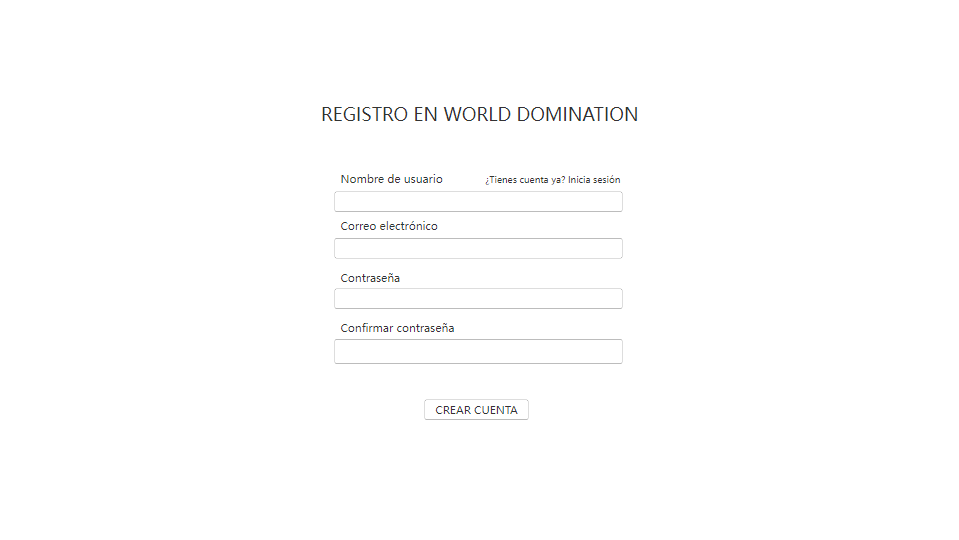 REGISTRO EN WORLD DOMINATION
Nombre de usuario ¿Tienes cuenta ya? Inicia sesión
Correo electrónico
Contraseña
Confirmar contraseña
CREAR CUENTA